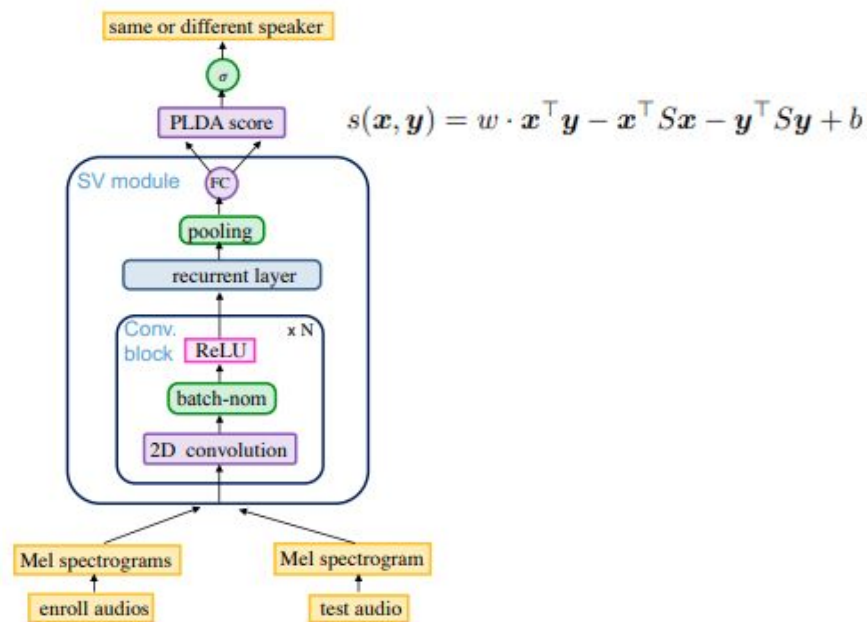 same or different speaker
σ
PLDA score
s(x, y) = w · x⊤y − x⊤Sx − y⊤Sy + b
SV module
FC
pooling
recurrent layer
Conv.
block
x N
ReLU
batch-nom
2D convolution
Mel spectrograms
Mel spectrogram
enroll audios
test audio